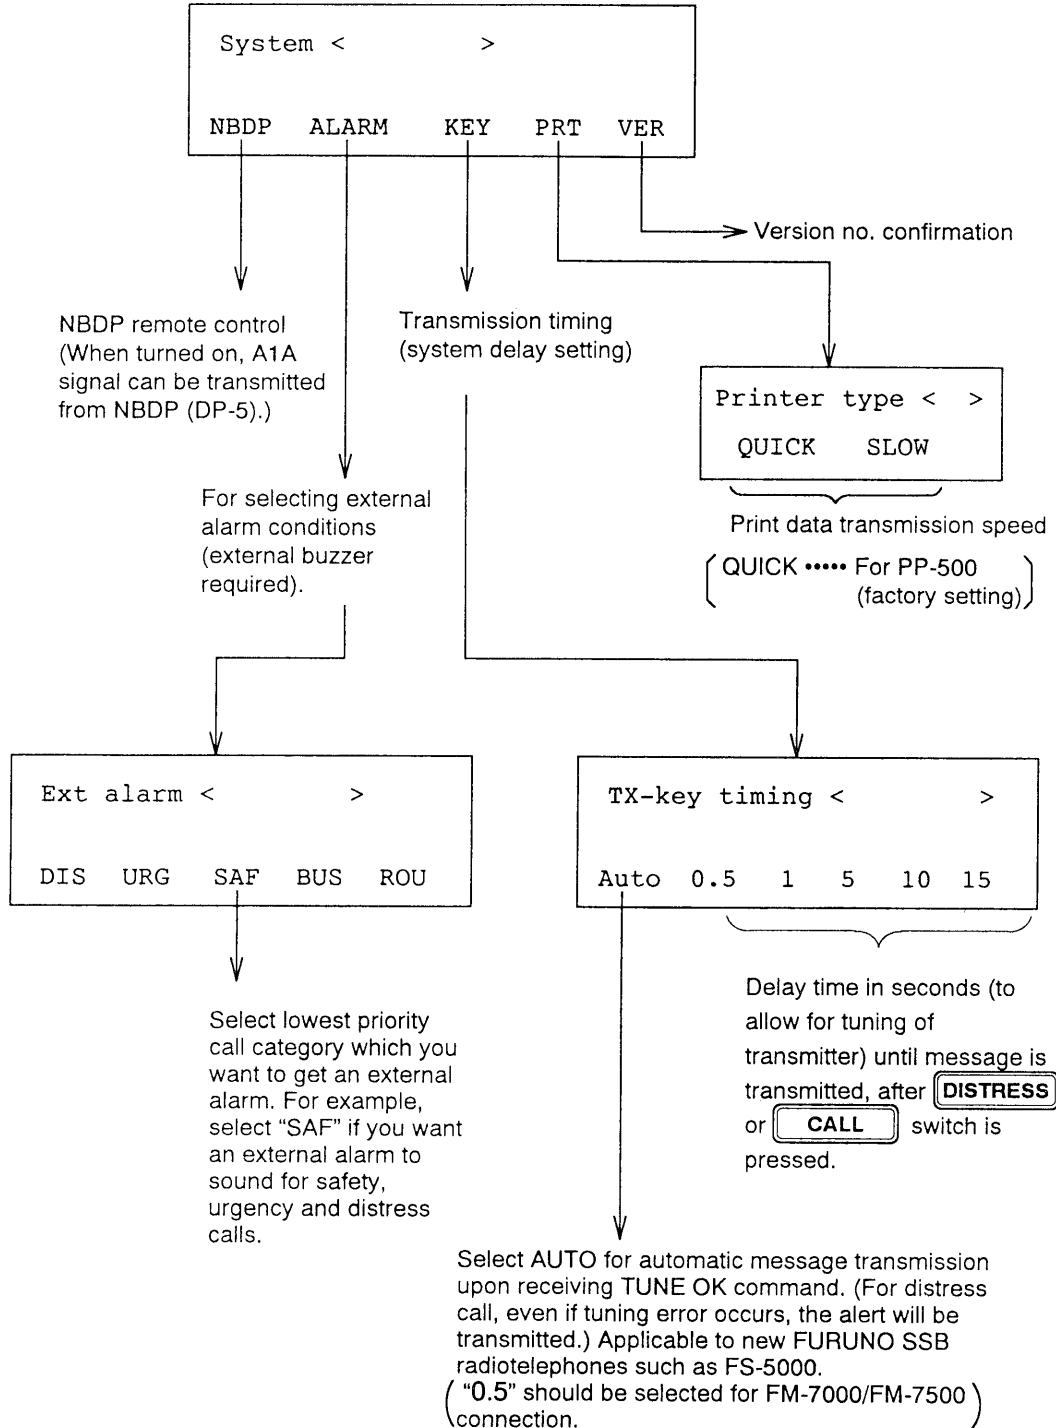 System <          >
NBDP ALARM KEY PRT VER
Version no. confirmation
NBDP remote control
(When turned on, A1A
signal can be transmitted
from NBDP (DP-5).)
Transmission timing
(system delay setting)
Printer type <  >
QUICK SLOW
Print data transmission speed
QUICK ••••• For PP-500
(factory setting)
For selecting external
alarm conditions
(external buzzer
required).
Ext alarm <          >
DIS URG SAF BUS ROU
TX-key timing <          >
Auto 0.5 1 5 10 15
Select lowest priority
call category which you
want to get an external
alarm. For example,
select “SAF” if you want
an external alarm to
sound for safety,
urgency and distress
calls.
Delay time in seconds (to
allow for tuning of
transmitter) until message is
transmitted, after DISTRESS
or CALL switch is
pressed.
Select AUTO for automatic message transmission
upon receiving TUNE OK command. (For distress
call, even if tuning error occurs, the alert will be
transmitted.) Applicable to new FURUNO SSB
radiotelephones such as FS-5000.
(“0.5” should be selected for FM-7000/FM-7500
connection.)